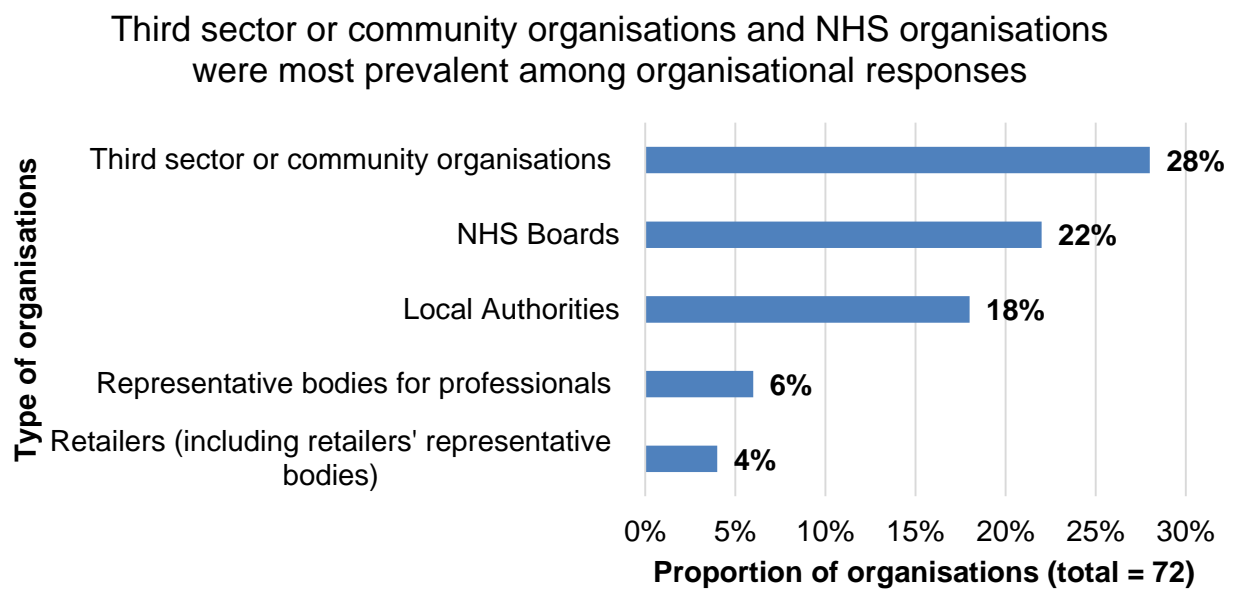 Third sector or community organisations and NHS organisations
were most prevalent among organisational responses
Type of organisations
Third sector or community organisations
28%
NHS Boards
22%
Local Authorities
18%
Representative bodies for professionals
6%
Retailers (including retailers' representative
bodies)
4%
0% 5% 10% 15% 20% 25% 30%
Proportion of organisations (total = 72)